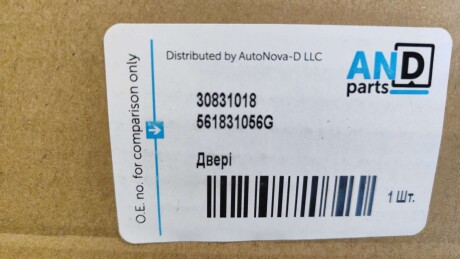 Distributed by AutoNova-D LLC
AND
parts
O.E. no. for comparison only
30831018
561831056G
Двері
1 Шт.